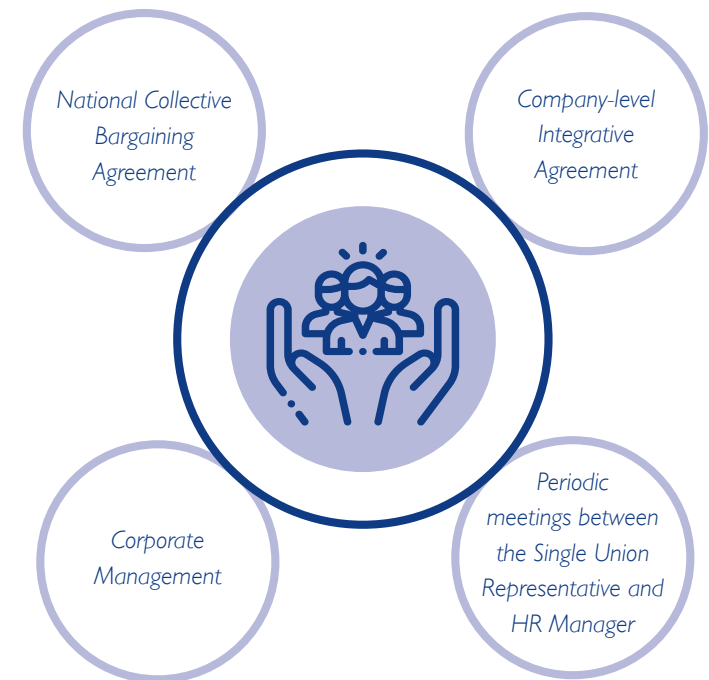 National Collective
Bargaining
Agreement
Company-level
Integrative
Agreement
Corporate
Management
Periodic
meetings between
the Single Union
Representative and
HR Manager